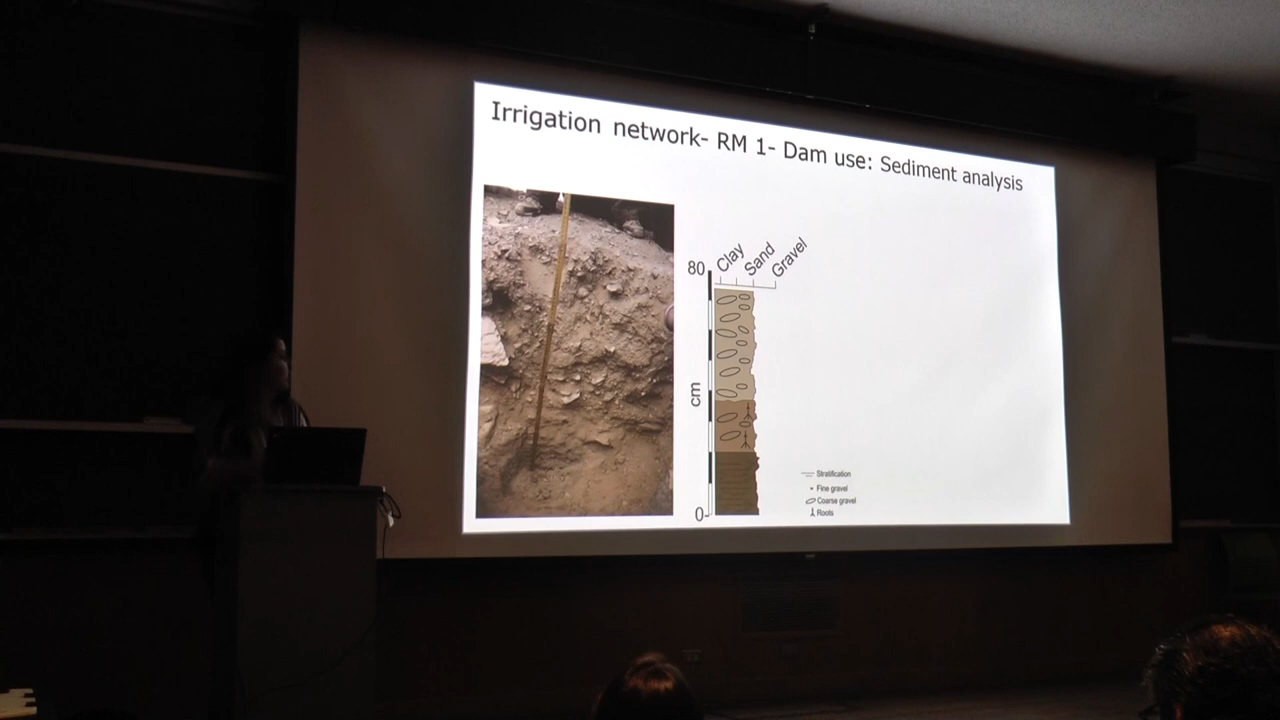 Irrigation network- RM 1- Dam use: Sediment analysis
Clay
Sand
Gravel
80
cm
0
Stratification
Fine gravel
Coarse gravel
Roots